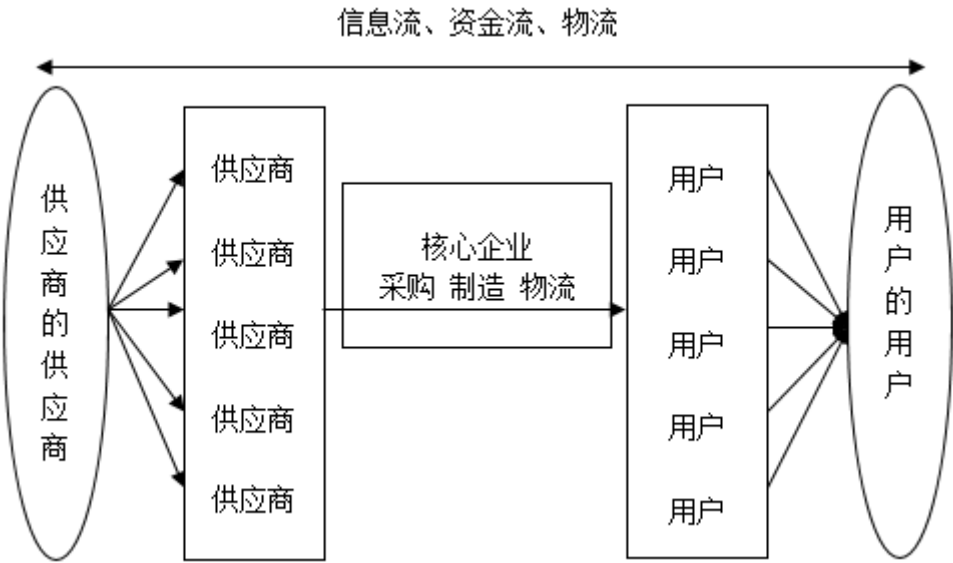 信息流、资金流、物流
供应商的供应商
供应商
供应商
供应商
供应商
供应商
核心企业
采购 制造 物流
用户
用户
用户
用户
用户
用户的用户